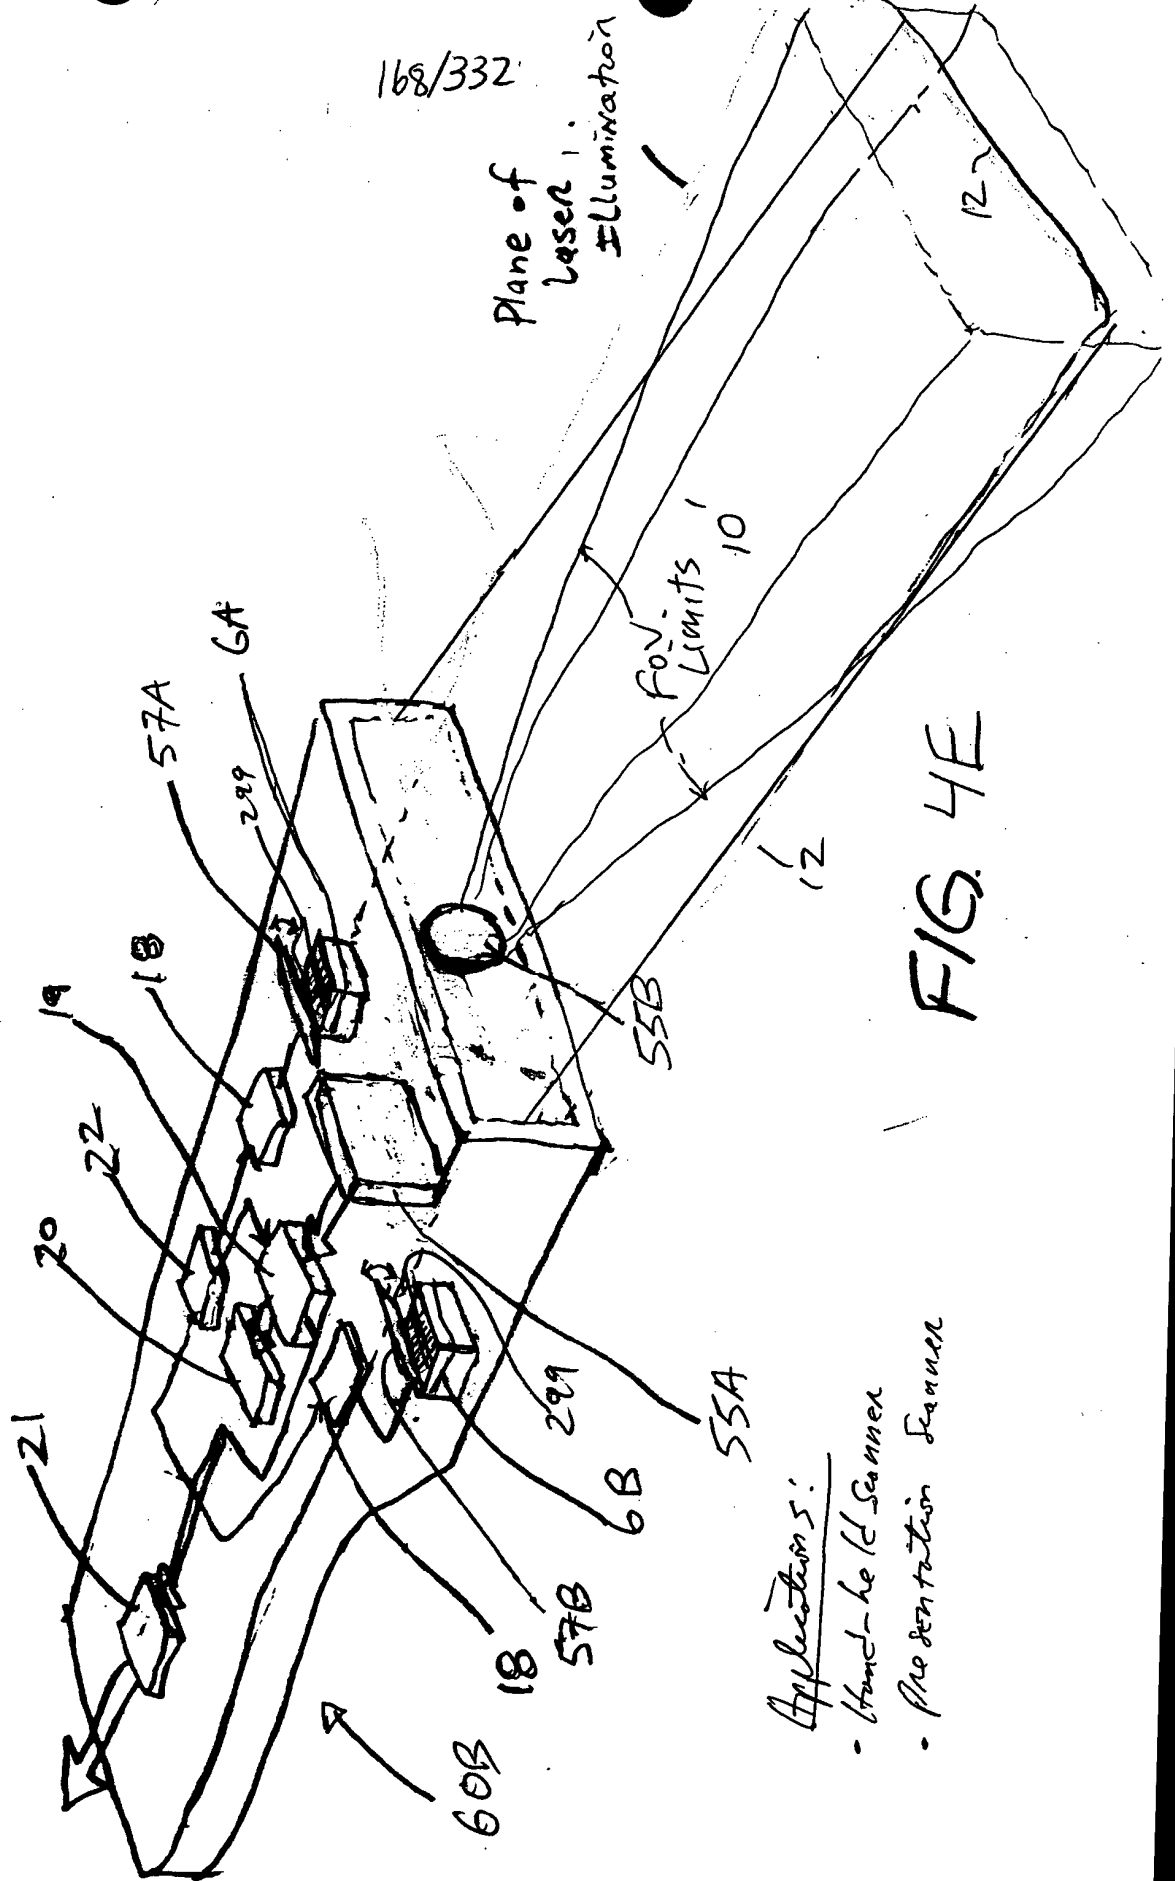 168/332
Plane of
Laser
Illumination
12
FOV
Limits
10'
12
6A
57A
299
18
19
22
20
21
55B
55A
299
6B
57B
18
60B
FIG. 4E
Applications:
• Hand-held Scanner
• Presentation Scanner